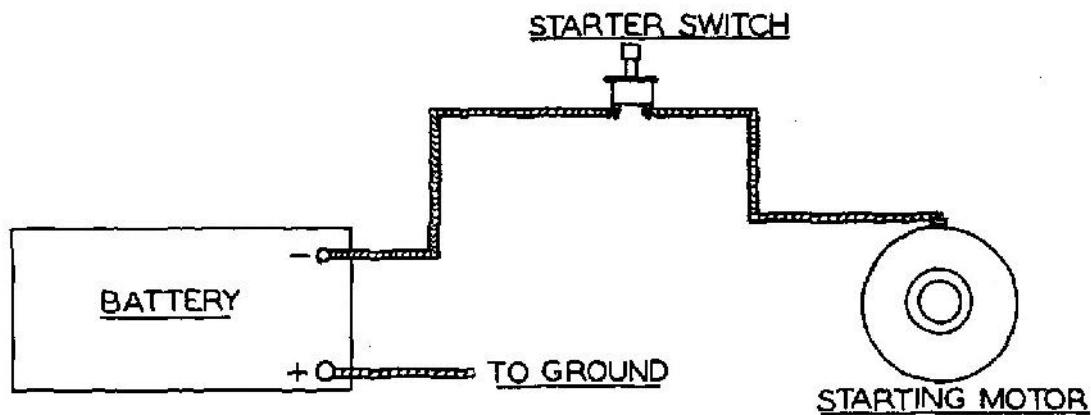 STARTER SWITCH
−
BATTERY
+
TO GROUND
STARTING MOTOR